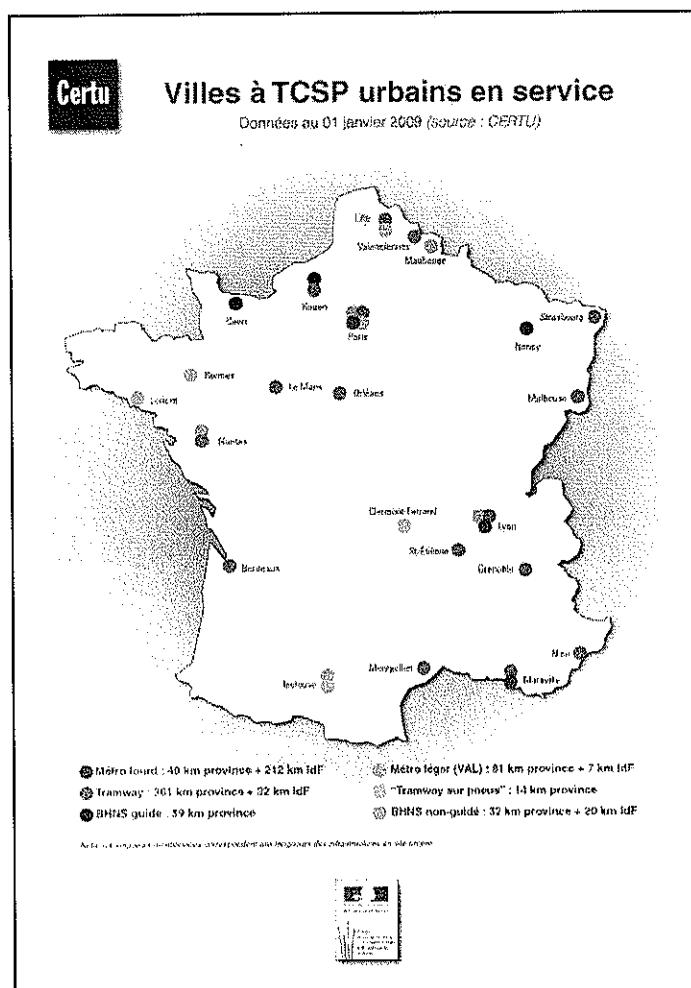 Certu
Villes à TCSP urbains en service
Données au 01 janvier 2009 (source : CERTU)
Lille
Valenciennes
Maubeuge
Rouen
Caen
Paris
Strasbourg
Nancy
Rennes
Le Mans
Orléans
Lorient
Mulhouse
Nantes
Clermont-Ferrand
Lyon
St-Étienne
Grenoble
Bordeaux
Nice
Montpellier
Marseille
Toulouse
Métro lourd : 40 km province + 212 km IdF
Métro léger (VAL) : 81 km province + 7 km IdF
Tramway : 361 km province + 32 km IdF
"Tramway sur pneus" : 14 km province
BHNS guidé : 59 km province
BHNS non-guidé : 32 km province + 20 km IdF